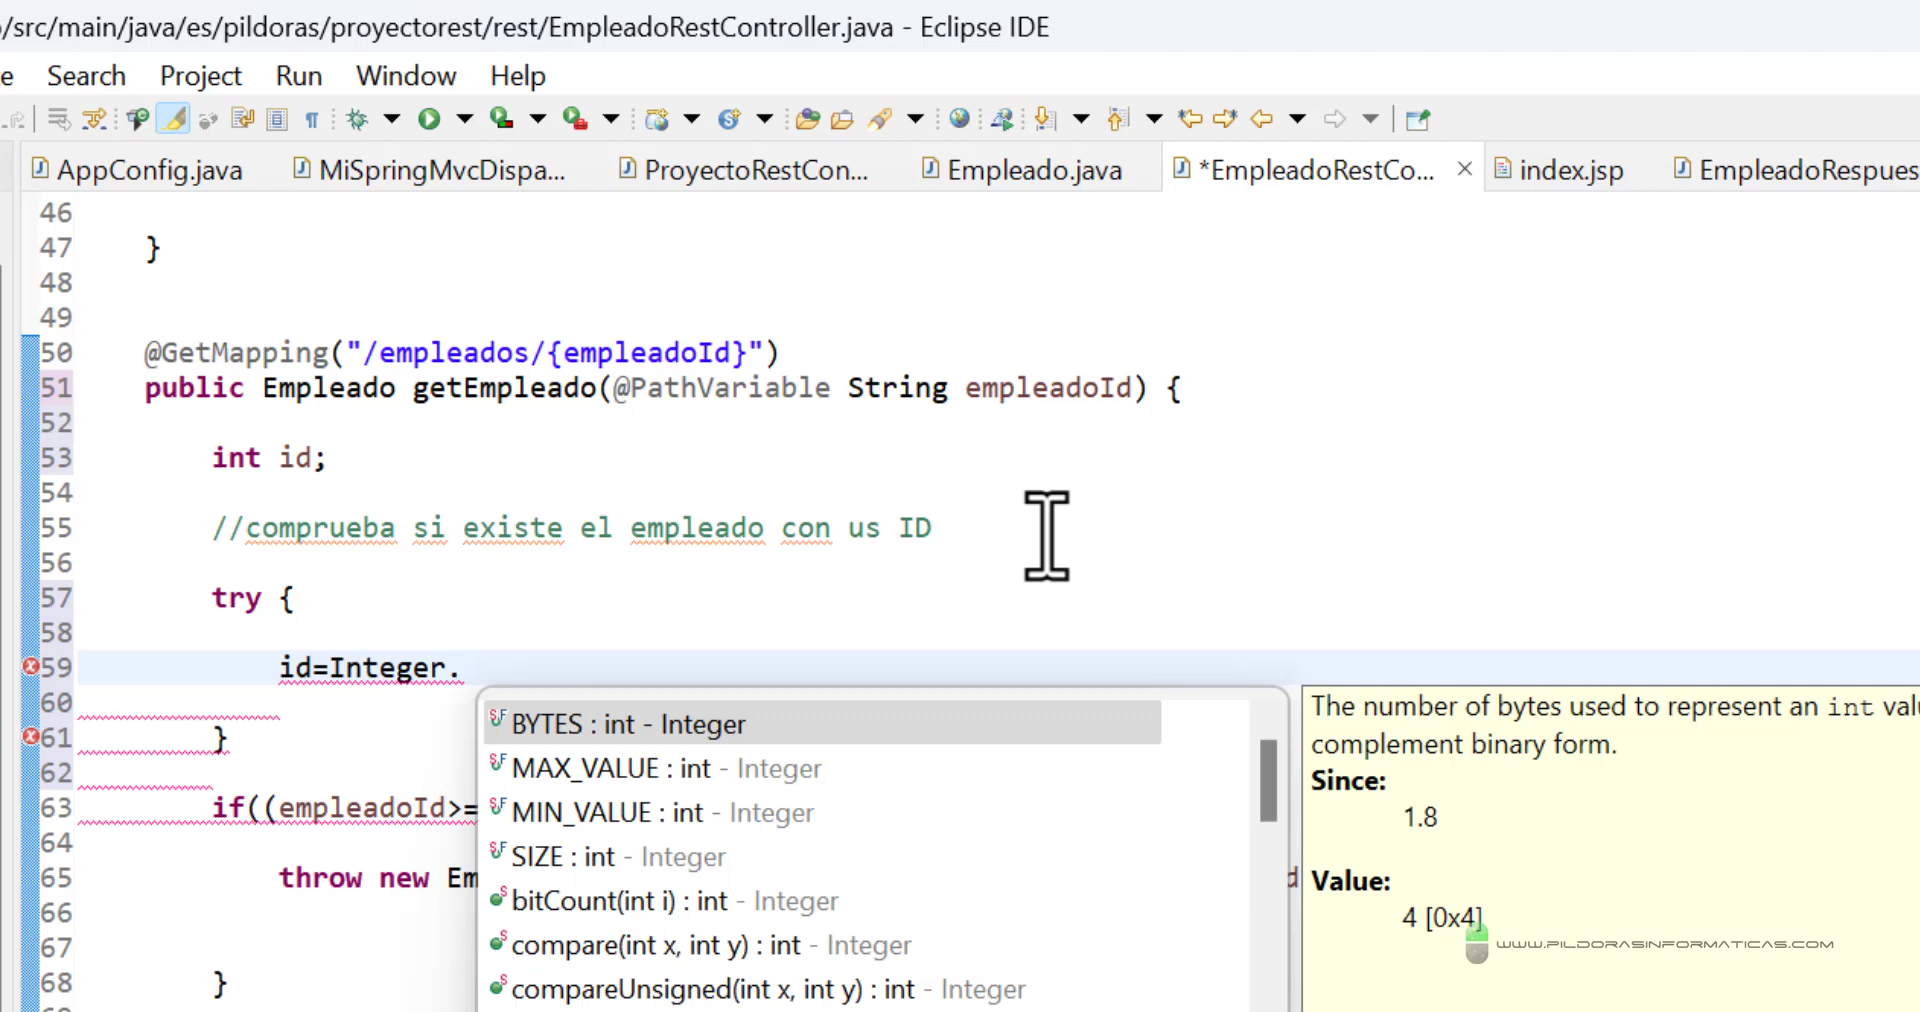 /src/main/java/es/pildoras/proyectorest/rest/EmpleadoRestController.java - Eclipse IDE
e Search Project Run Window Help
AppConfig.java MiSpringMvcDispa... ProyectoRestCon... Empleado.java *EmpleadoRestCo... index.jsp EmpleadoRespues
46
47 }
48
49
50 @GetMapping("/empleados/{empleadoId}")
51 public Empleado getEmpleado(@PathVariable String empleadoId) {
52
53 int id;
54
55 //comprueba si existe el empleado con us ID
56
57 try {
58
59 id=Integer.
60
61 }
62
63 if((empleadoId>=
64
65 throw new Em
66
67
68 }
BYTES : int - Integer
MAX_VALUE : int - Integer
MIN_VALUE : int - Integer
SIZE : int - Integer
bitCount(int i) : int - Integer
compare(int x, int y) : int - Integer
compareUnsigned(int x, int y) : int - Integer
The number of bytes used to represent an int valu
complement binary form.
Since:
1.8
Value:
4 [0x4]
WWW.PILDORASINFORMATICAS.COM